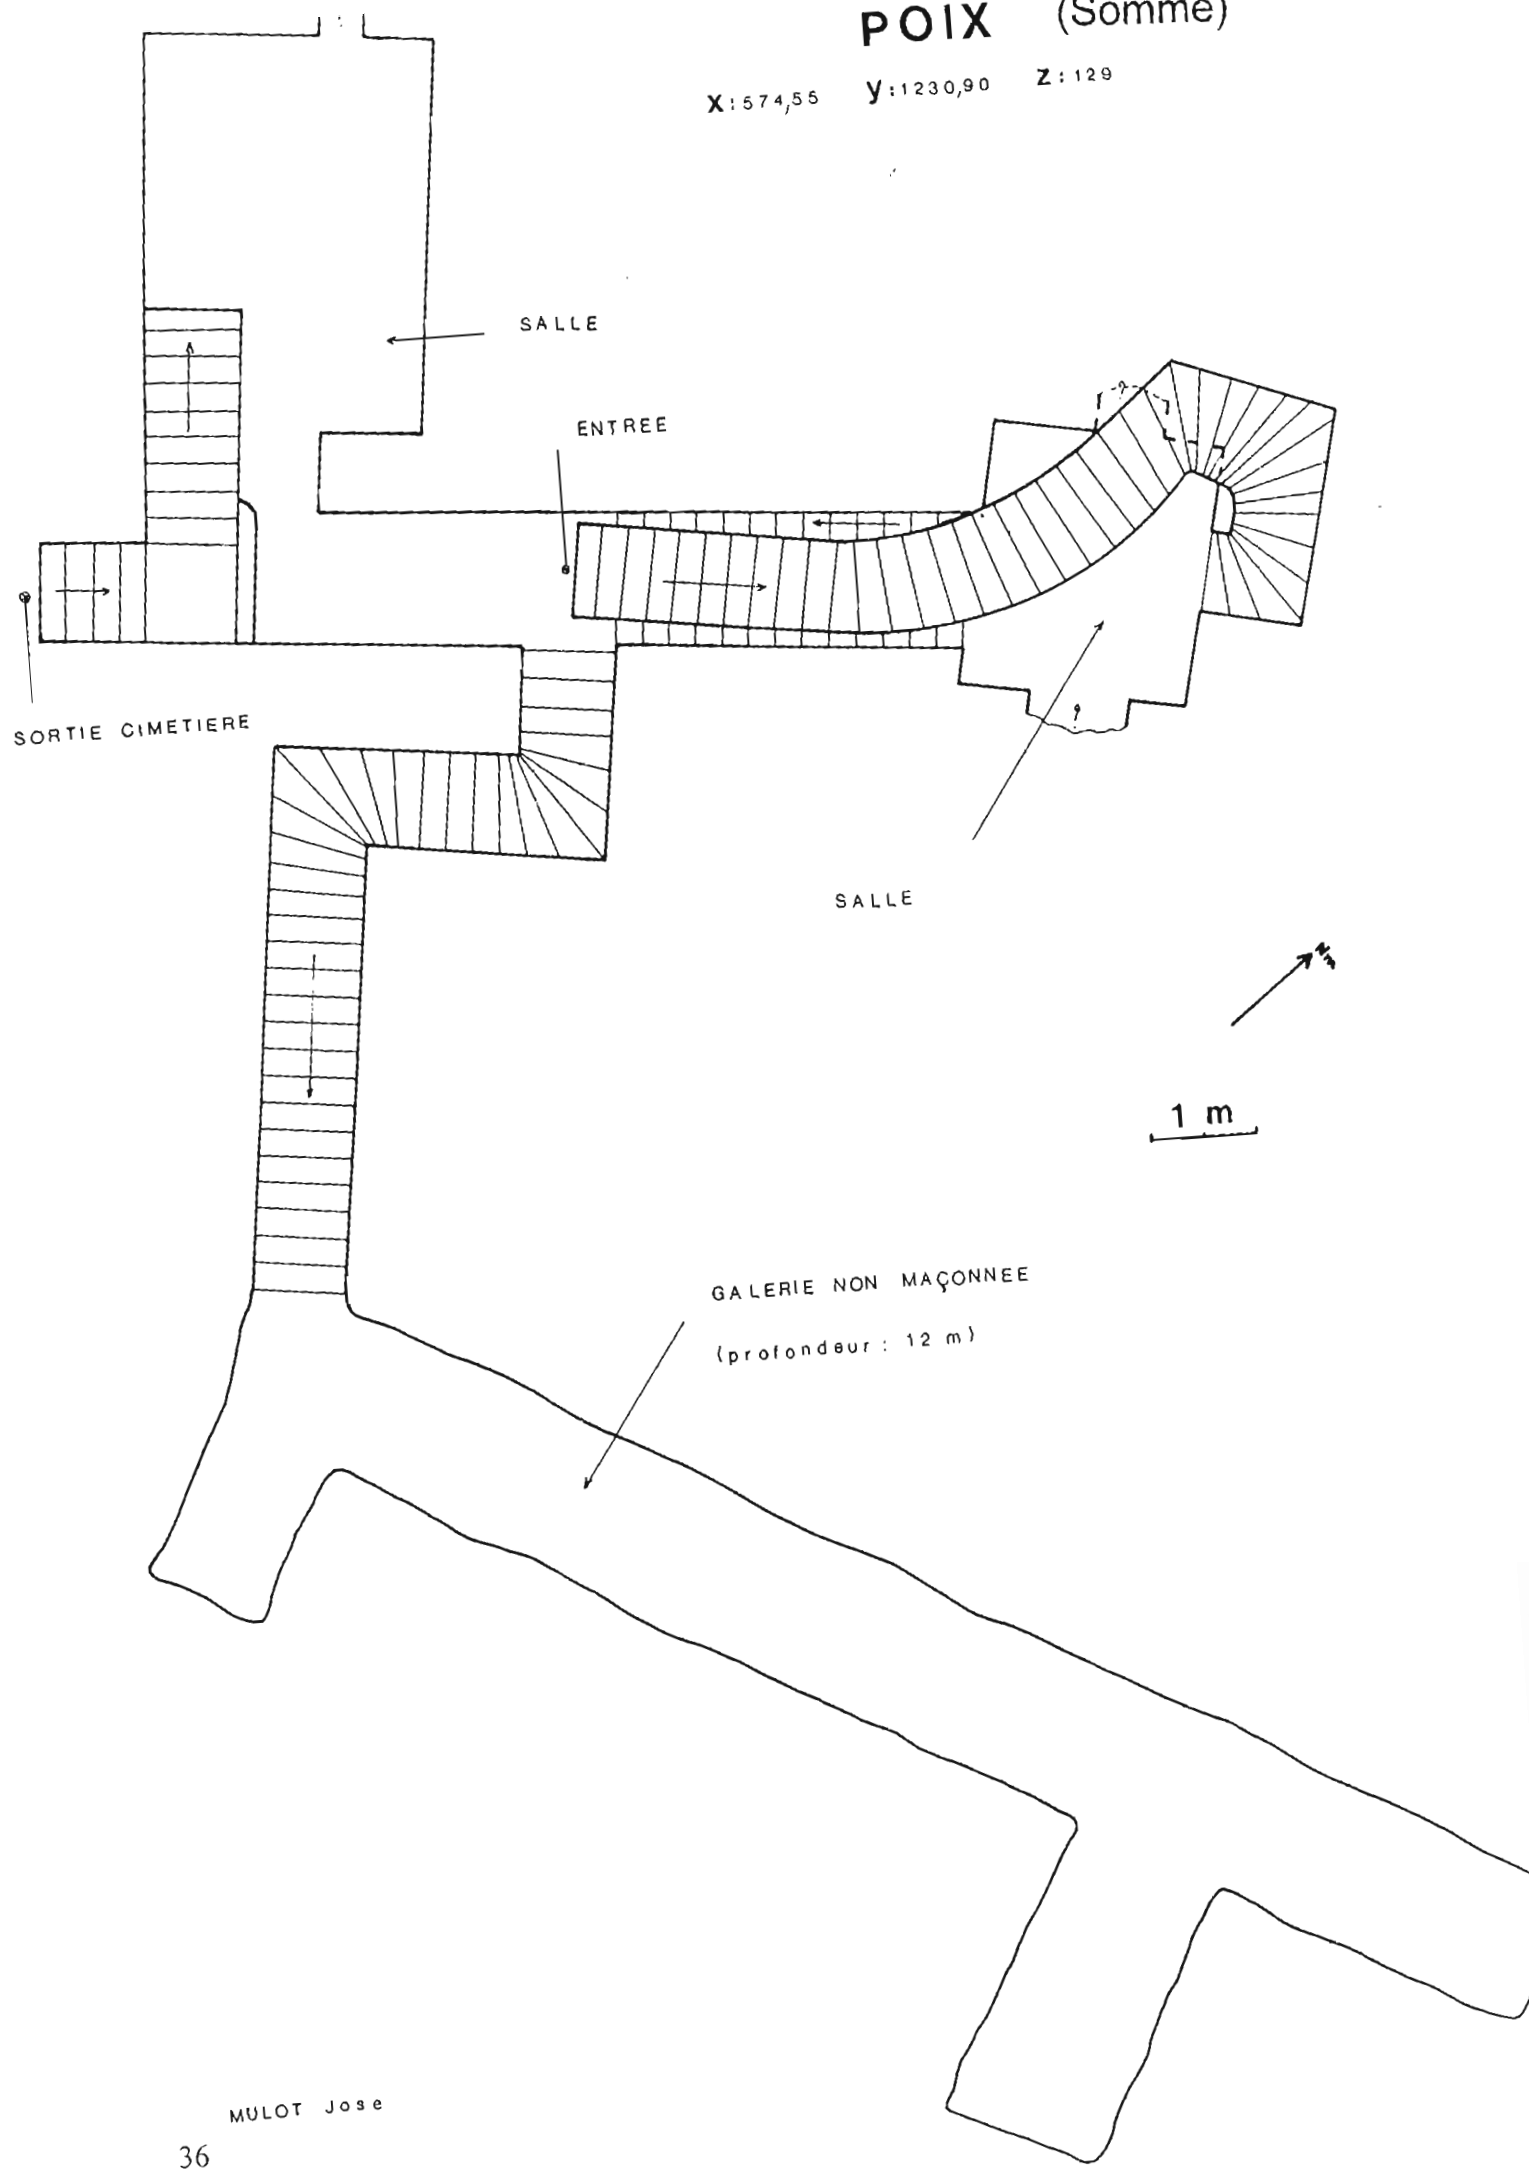 POIX (Somme)
X:574,55 y:1230,90 Z:129
SALLE
ENTREE
?
SORTIE CIMETIERE
?
SALLE
1 m
GALERIE NON MAÇONNEE
(profondeur : 12 m)
MULOT Jose
36